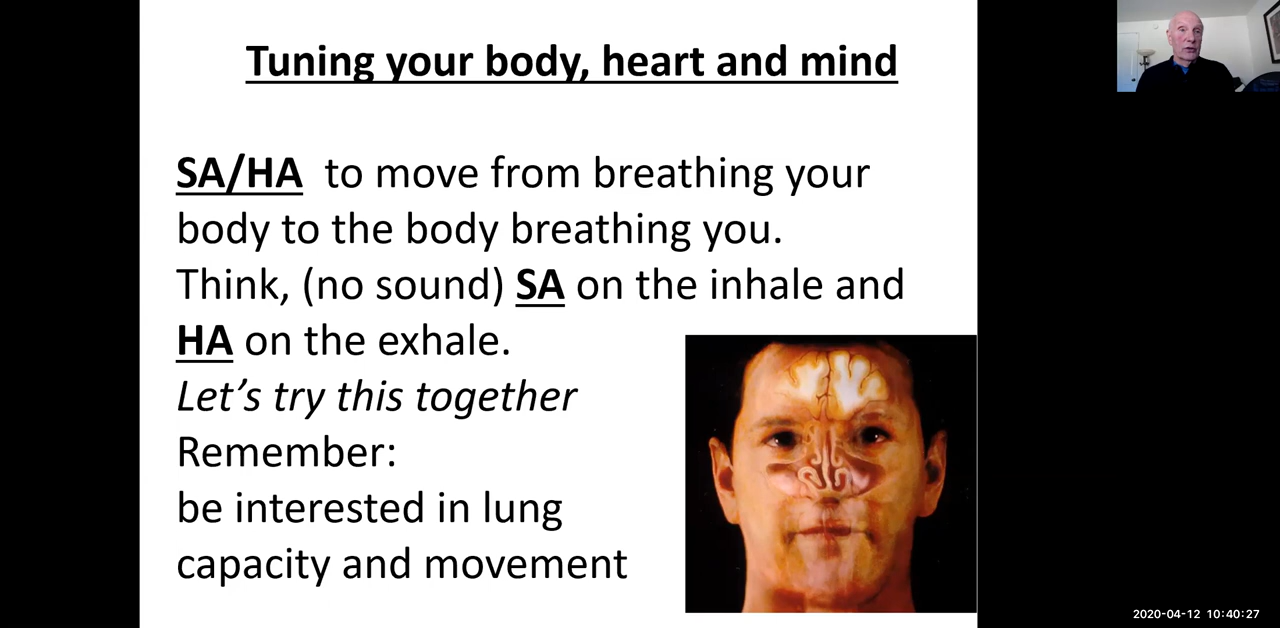 Tuning your body, heart and mind
SA/HA to move from breathing your
body to the body breathing you.
Think, (no sound) SA on the inhale and
HA on the exhale.
Let’s try this together
Remember:
be interested in lung
capacity and movement
2020-04-12 10:40:27